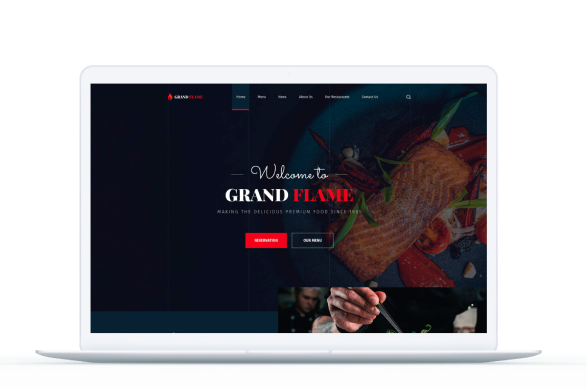 GRAND FLAME
Home Menu News About Us Our Restaurants Contact Us
Welcome to
GRAND FLAME
MAKING THE DELICIOUS PREMIUM FOOD SINCE 1991
RESERVATION OUR MENU